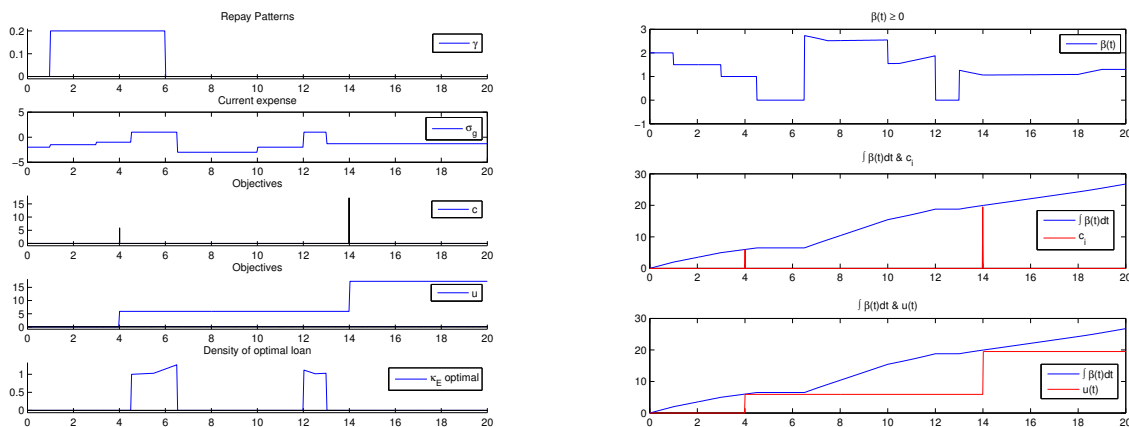 Repay Patterns
0.2
0.1
0
γ
0 2 4 6 8 10 12 14 16 18 20
Current expense
5
0
−5
σg
0 2 4 6 8 10 12 14 16 18 20
Objectives
15
10
5
0
c
0 2 4 6 8 10 12 14 16 18 20
Objectives
15
10
5
0
u
0 2 4 6 8 10 12 14 16 18 20
Density of optimal loan
1
0.5
0
κE optimal
0 2 4 6 8 10 12 14 16 18 20
β(t) ≥ 0
3
2
1
0
−1
β(t)
0 2 4 6 8 10 12 14 16 18 20
∫ β(t)dt & ci
30
20
10
0
∫ β(t)dt
ci
0 2 4 6 8 10 12 14 16 18 20
∫ β(t)dt & u(t)
30
20
10
0
∫ β(t)dt
u(t)
0 2 4 6 8 10 12 14 16 18 20